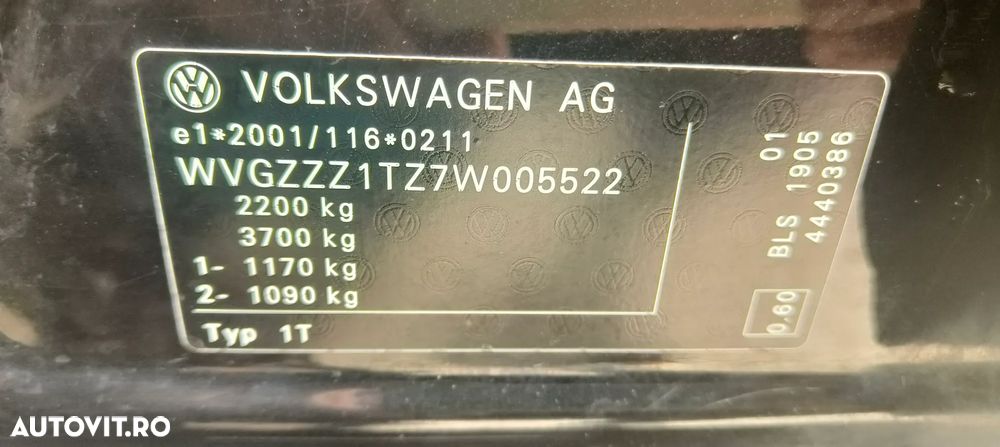 VOLKSWAGEN AG
e1*2001/116*0211
WVGZZZ1TZ7W005522
2200 kg
3700 kg
1- 1170 kg
2- 1090 kg
Typ 1T
BLS 1905 01
4440386
0.60
AUTOVIT.RO